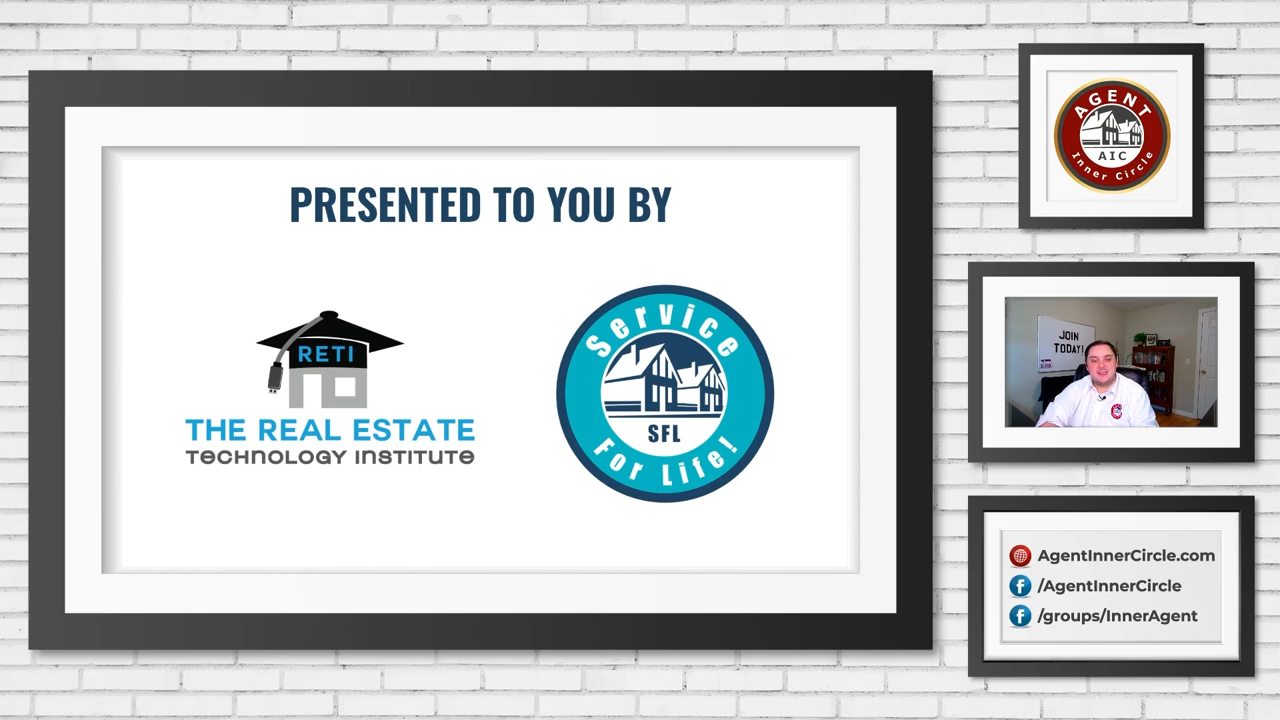 PRESENTED TO YOU BY
RETI
THE REAL ESTATE
TECHNOLOGY INSTITUTE
Service
SFL
For Life!
AGENT
AIC
Inner Circle
JOIN
TODAY!
AgentInnerCircle.com
/AgentInnerCircle
/groups/InnerAgent